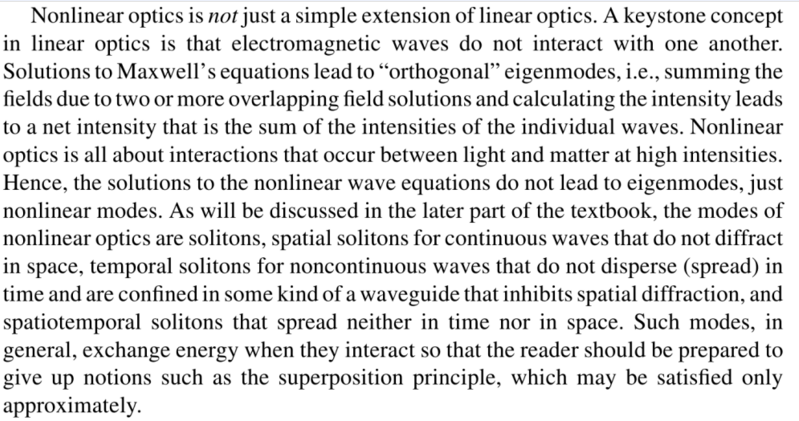 Nonlinear optics is not just a simple extension of linear optics. A keystone concept
in linear optics is that electromagnetic waves do not interact with one another.
Solutions to Maxwell's equations lead to “orthogonal” eigenmodes, i.e., summing the
fields due to two or more overlapping field solutions and calculating the intensity leads
to a net intensity that is the sum of the intensities of the individual waves. Nonlinear
optics is all about interactions that occur between light and matter at high intensities.
Hence, the solutions to the nonlinear wave equations do not lead to eigenmodes, just
nonlinear modes. As will be discussed in the later part of the textbook, the modes of
nonlinear optics are solitons, spatial solitons for continuous waves that do not diffract
in space, temporal solitons for noncontinuous waves that do not disperse (spread) in
time and are confined in some kind of a waveguide that inhibits spatial diffraction, and
spatiotemporal solitons that spread neither in time nor in space. Such modes, in
general, exchange energy when they interact so that the reader should be prepared to
give up notions such as the superposition principle, which may be satisfied only
approximately.